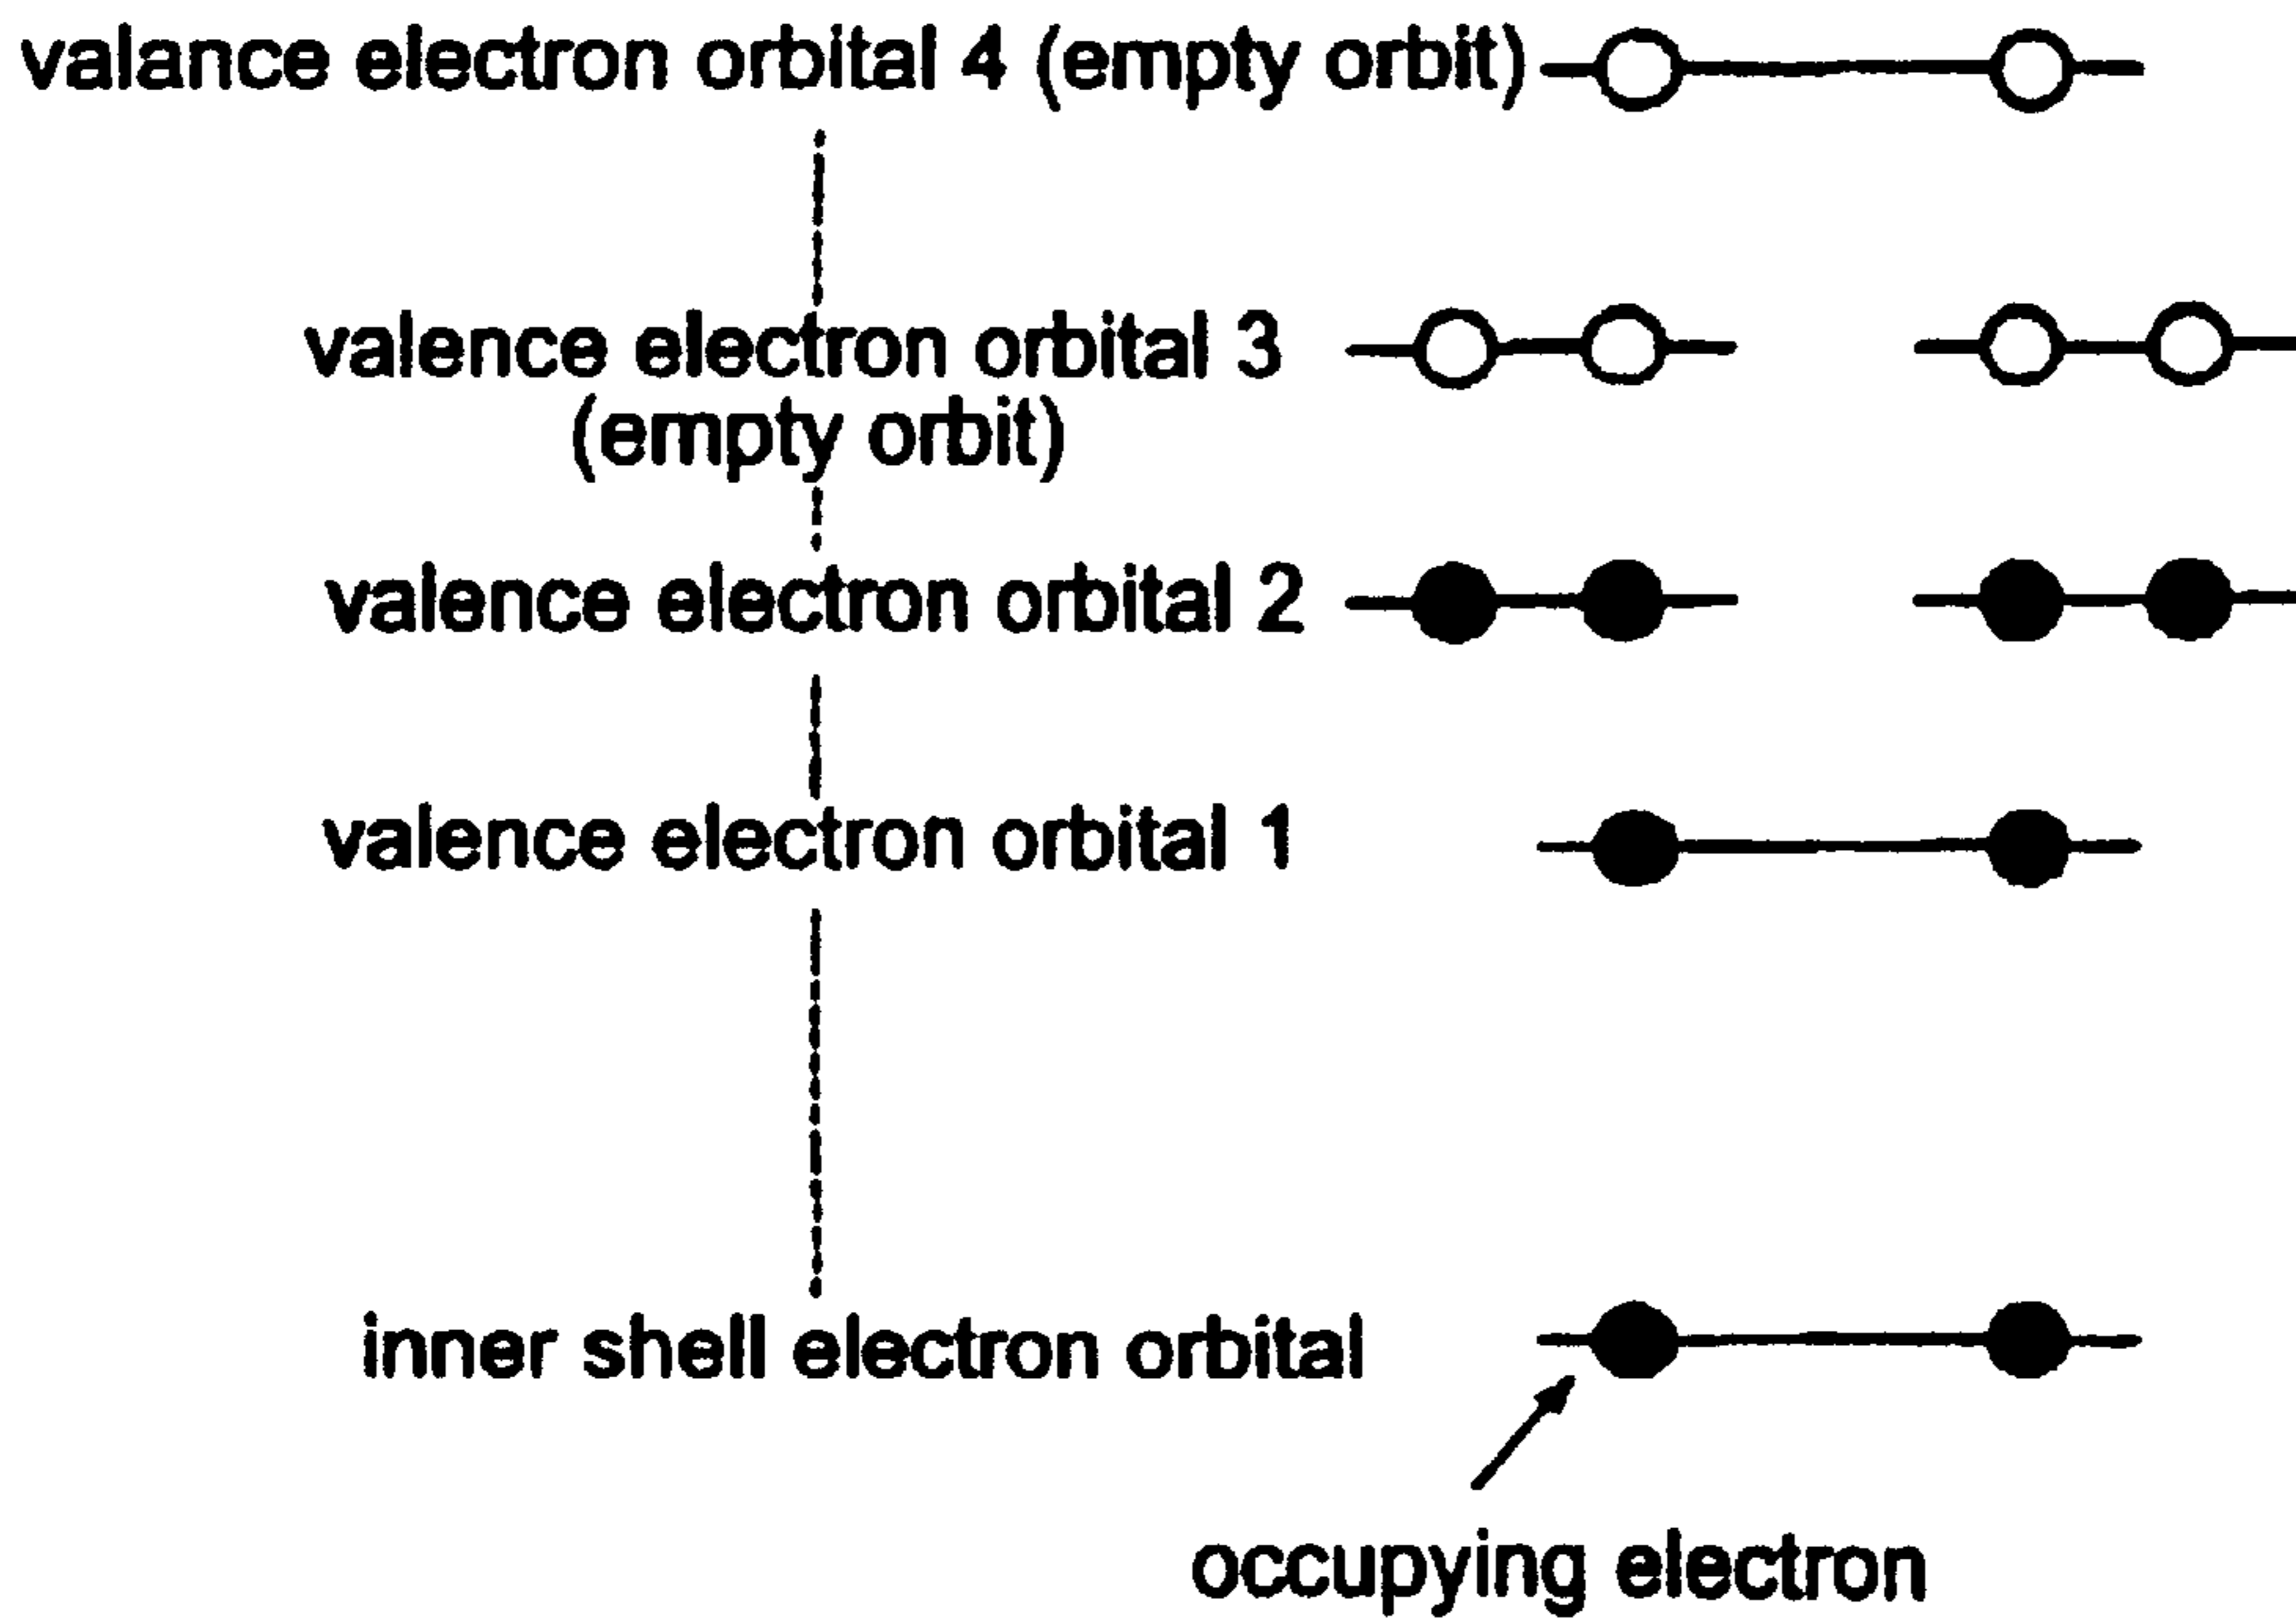 valance electron orbital 4 (empty orbit)
valence electron orbital 3
(empty orbit)
valence electron orbital 2
valence electron orbital 1
inner shell electron orbital
occupying electron